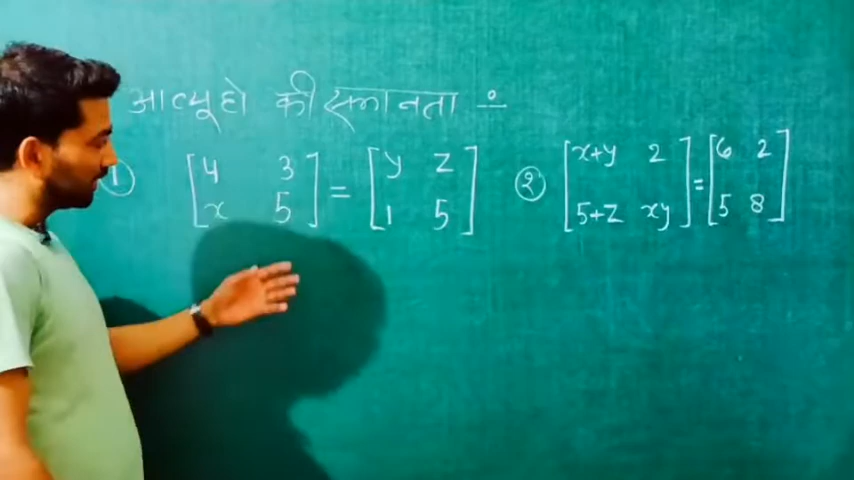 आव्यूहो की समानता :-
① [4 3] = [y z] ② [x+y 2] = [6 2]
[x 5] [1 5] [5+z xy] [5 8]